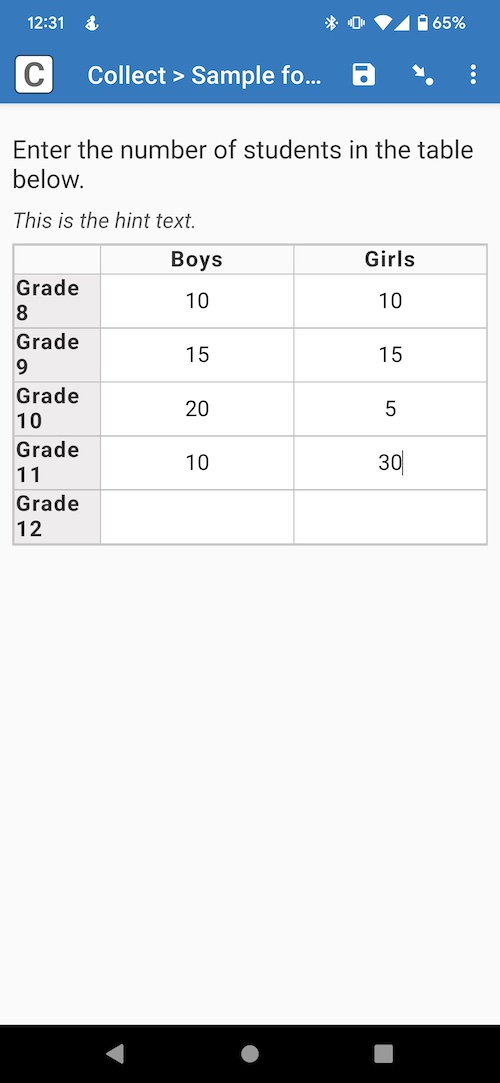 12:31 65%
C Collect > Sample fo...
Enter the number of students in the table
below.
This is the hint text.
Boys Girls
Grade
8 10 10
Grade
9 15 15
Grade
10 20 5
Grade
11 10 30
Grade
12